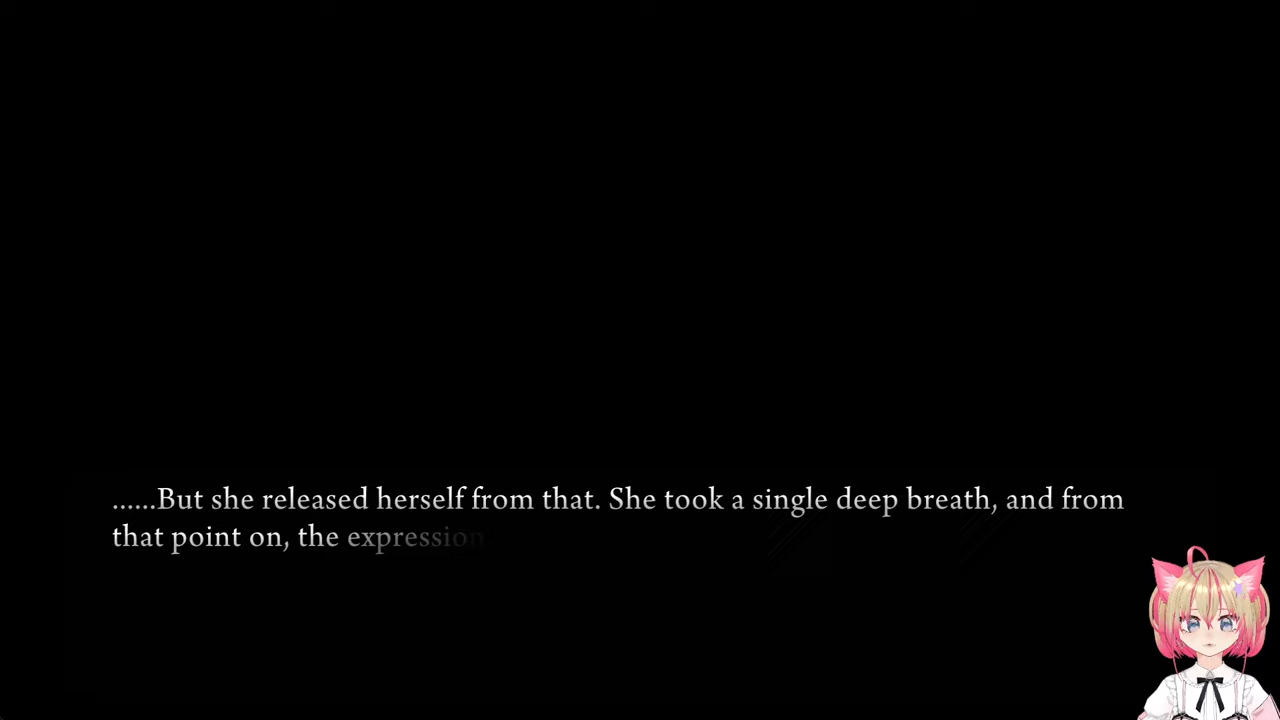 ......But she released herself from that. She took a single deep breath, and from
that point on, the expression